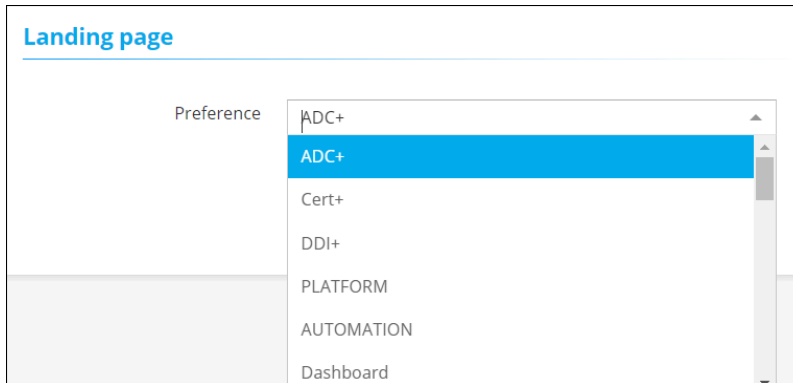 Landing page
Preference ADC+
ADC+
Cert+
DDI+
PLATFORM
AUTOMATION
Dashboard